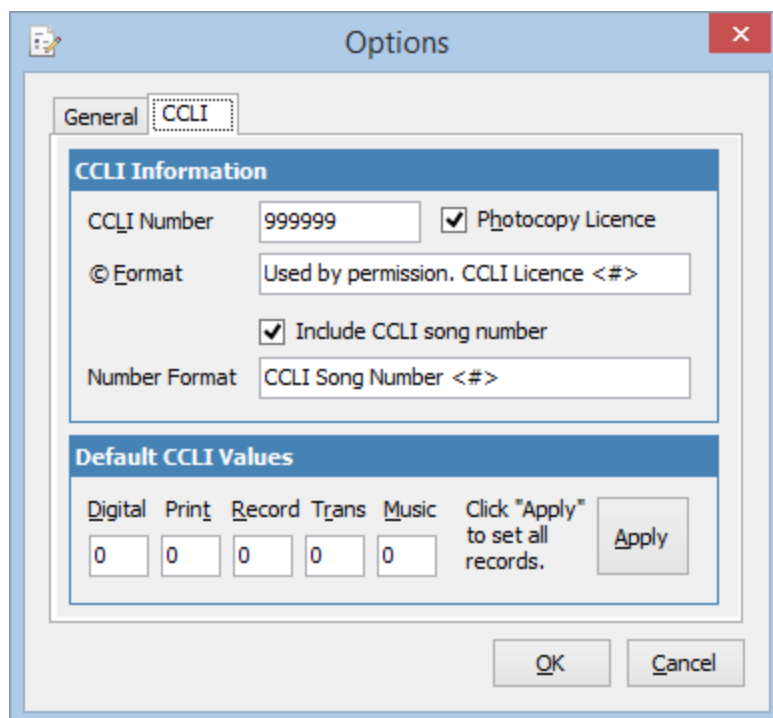 Options
General CCLI
CCLI Information
CCLI Number 999999 Photocopy Licence
© Format Used by permission. CCLI Licence <#>
Include CCLI song number
Number Format CCLI Song Number <#>
Default CCLI Values
Digital Print Record Trans Music
0 0 0 0 0
Click "Apply"
to set all
records.
Apply
OK Cancel